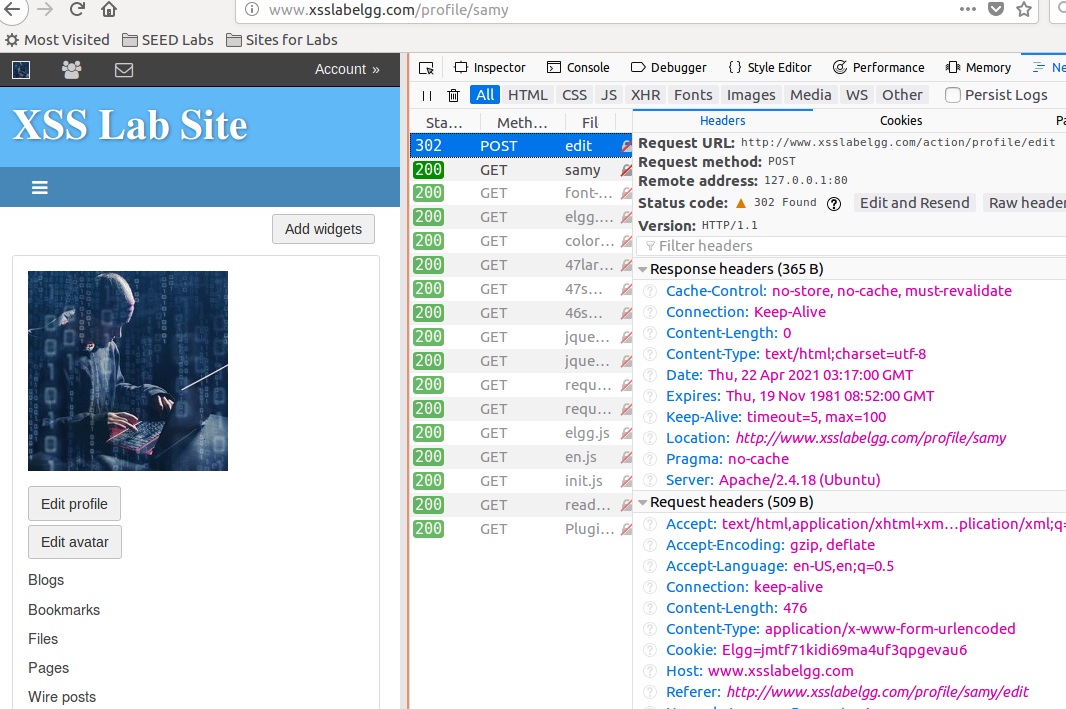 www.xsslabelgg.com/profile/samy
Most Visited SEED Labs Sites for Labs
Account »
XSS Lab Site
Add widgets
Edit profile
Edit avatar
Blogs
Bookmarks
Files
Pages
Wire posts
Inspector Console Debugger {} Style Editor Performance Memory Ne
All HTML CSS JS XHR Fonts Images Media WS Other Persist Logs
Sta… Meth… Fil
302 POST edit
200 GET samy
200 GET font-…
200 GET elgg.…
200 GET color…
200 GET 47lar…
200 GET 47s…
200 GET 46s…
200 GET jque…
200 GET jque…
200 GET requ…
200 GET requ…
200 GET elgg.js
200 GET en.js
200 GET init.js
200 GET read…
200 GET Plugi…
Headers Cookies Pa
Request URL: http://www.xsslabelgg.com/action/profile/edit
Request method: POST
Remote address: 127.0.0.1:80
Status code: 302 Found Edit and Resend Raw header
Version: HTTP/1.1
Filter headers
Response headers (365 B)
Cache-Control: no-store, no-cache, must-revalidate
Connection: Keep-Alive
Content-Length: 0
Content-Type: text/html;charset=utf-8
Date: Thu, 22 Apr 2021 03:17:00 GMT
Expires: Thu, 19 Nov 1981 08:52:00 GMT
Keep-Alive: timeout=5, max=100
Location: http://www.xsslabelgg.com/profile/samy
Pragma: no-cache
Server: Apache/2.4.18 (Ubuntu)
Request headers (509 B)
Accept: text/html,application/xhtml+xm…plication/xml;q=
Accept-Encoding: gzip, deflate
Accept-Language: en-US,en;q=0.5
Connection: keep-alive
Content-Length: 476
Content-Type: application/x-www-form-urlencoded
Cookie: Elgg=jmtf71kidi69ma4uf3qpgevau6
Host: www.xsslabelgg.com
Referer: http://www.xsslabelgg.com/profile/samy/edit